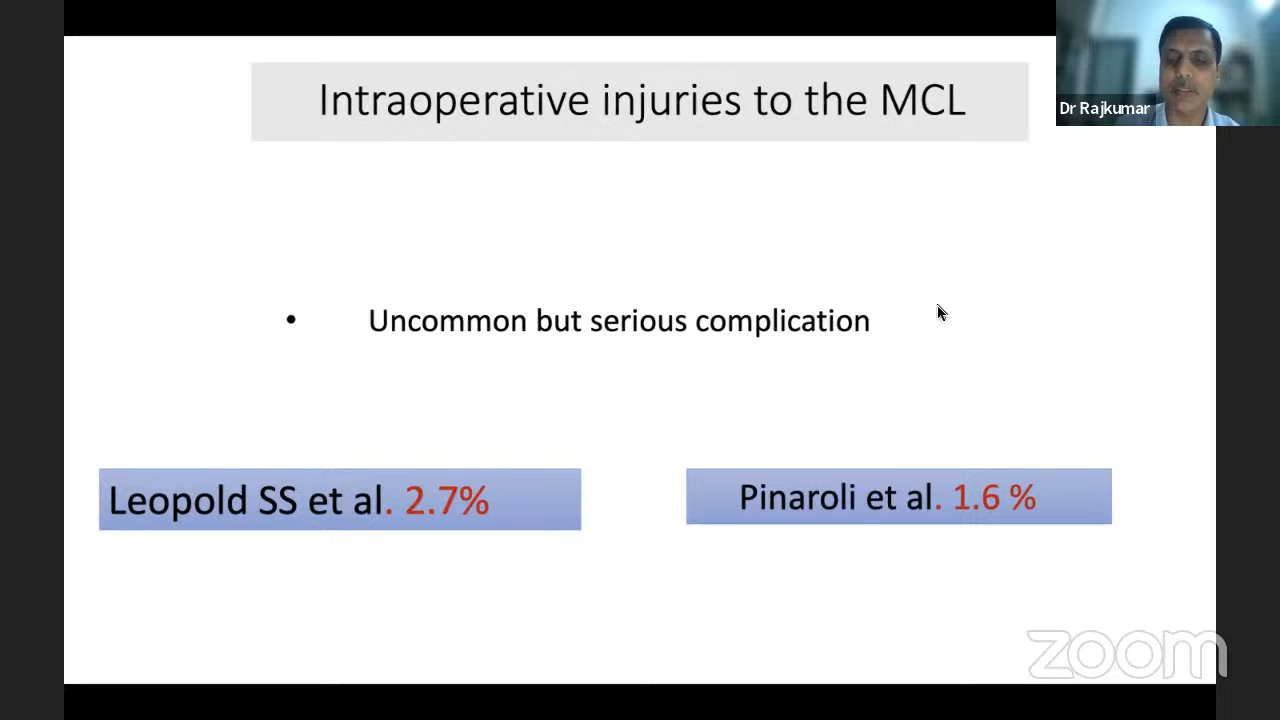 Intraoperative injuries to the MCL
Dr Rajkumar
• Uncommon but serious complication
Leopold SS et al. 2.7%
Pinaroli et al. 1.6 %
zoom